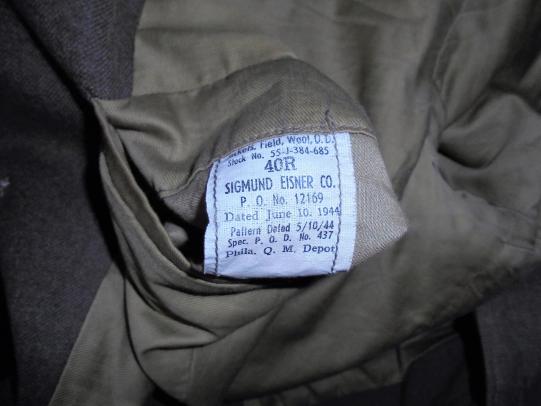 Field, Wool, O.D.
Stock No. 55-J-384-685
40R
SIGMUND EISNER CO.
P. O. No. 12169
Dated June 10. 1944
Pattern Dated 5/10/44
Spec. P. Q. D. No. 437
Phila. Q. M. Depot